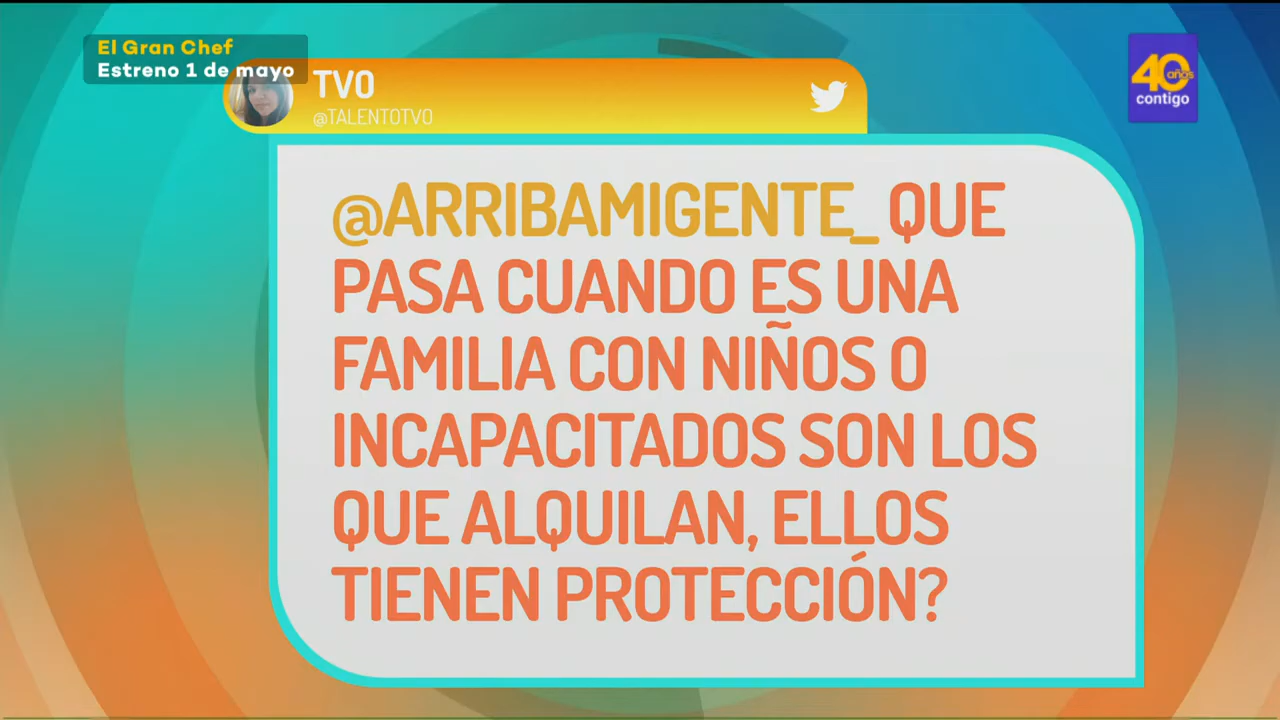 El Gran Chef
Estreno 1 de mayo
TVO
@TALENTOTVO
40 años
contigo
@ARRIBAMIGENTE_ QUE
PASA CUANDO ES UNA
FAMILIA CON NIÑOS O
INCAPACITADOS SON LOS
QUE ALQUILAN, ELLOS
TIENEN PROTECCIÓN?